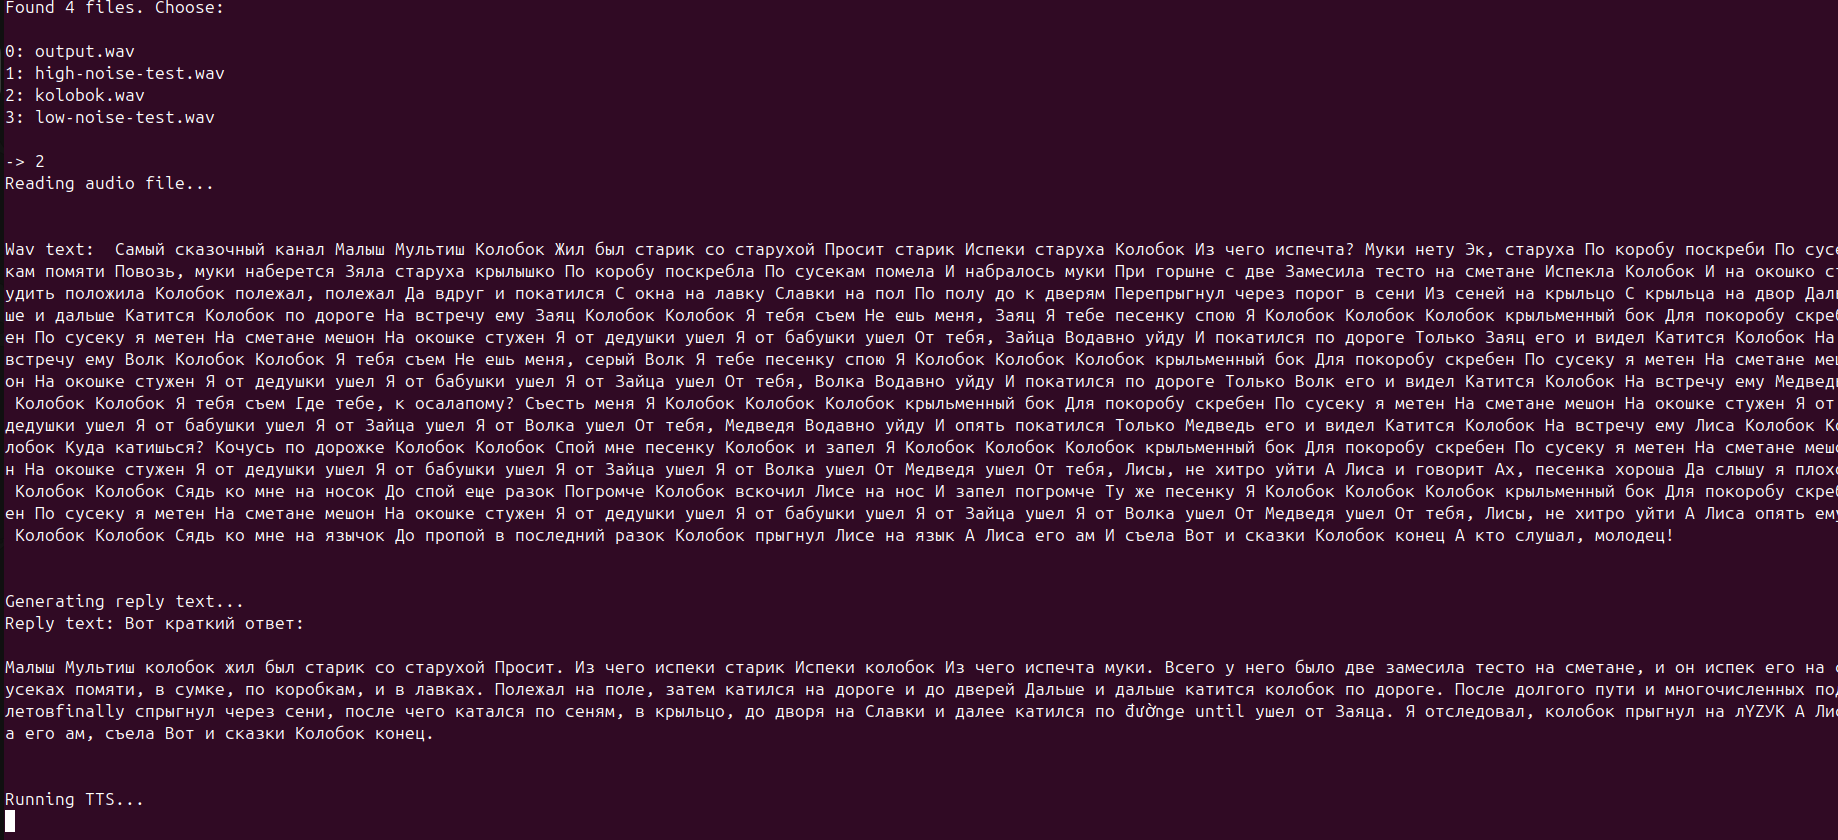 Found 4 files. Choose:
0: output.wav
1: high-noise-test.wav
2: kolobok.wav
3: low-noise-test.wav
-> 2
Reading audio file...
Wav text:  Самый сказочный канал Малыш Мультиш Колобок Жил был старик со старухой Просит старик Испеки старуха Колобок Из чего испечта? Муки нету Эк, старуха По коробу поскреби По сусе
кам помяти Повозь, муки наберется Зяла старуха крылышко По коробу поскребла По сусекам помела И набралось муки При горшне с две Замесила тесто на сметане Испекла Колобок И на окошко ст
удить положила Колобок полежал, полежал Да вдруг и покатился С окна на лавку Славки на пол По полу до к дверям Перепрыгнул через порог в сени Из сеней на крыльцо С крыльца на двор Даль
ше и дальше Катится Колобок по дороге На встречу ему Заяц Колобок Колобок Я тебя съем Не ешь меня, Заяц Я тебе песенку спою Я Колобок Колобок Колобок крыльменный бок Для покоробу скреб
ен По сусеку я метен На сметане мешон На окошке стужен Я от дедушки ушел Я от бабушки ушел От тебя, Зайца Водавно уйду И покатился по дороге Только Заяц его и видел Катится Колобок На
встречу ему Волк Колобок Колобок Я тебя съем Не ешь меня, серый Волк Я тебе песенку спою Я Колобок Колобок Колобок крыльменный бок Для покоробу скребен По сусеку я метен На сметане меш
он На окошке стужен Я от дедушки ушел Я от бабушки ушел Я от Зайца ушел От тебя, Волка Водавно уйду И покатился по дороге Только Волк его и видел Катится Колобок На встречу ему Медведь
Колобок Колобок Я тебя съем Где тебе, к осалапому? Съесть меня Я Колобок Колобок Колобок крыльменный бок Для покоробу скребен По сусеку я метен На сметане мешон На окошке стужен Я от
дедушки ушел Я от бабушки ушел Я от Зайца ушел Я от Волка ушел От тебя, Медведя Водавно уйду И опять покатился Только Медведь его и видел Катится Колобок На встречу ему Лиса Колобок Ко
лобок Куда катишься? Кочусь по дорожке Колобок Колобок Спой мне песенку Колобок и запел Я Колобок Колобок Колобок крыльменный бок Для покоробу скребен По сусеку я метен На сметане мешо
н На окошке стужен Я от дедушки ушел Я от бабушки ушел Я от Зайца ушел Я от Волка ушел От Медведя ушел От тебя, Лисы, не хитро уйти А Лиса и говорит Ах, песенка хороша Да слышу я плохо
Колобок Колобок Сядь ко мне на носок До спой еще разок Погромче Колобок вскочил Лисе на нос И запел погромче Ту же песенку Я Колобок Колобок Колобок крыльменный бок Для покоробу скреб
ен По сусеку я метен На сметане мешон На окошке стужен Я от дедушки ушел Я от бабушки ушел Я от Зайца ушел Я от Волка ушел От Медведя ушел От тебя, Лисы, не хитро уйти А Лиса опять ему
Колобок Колобок Сядь ко мне на язычок До пропой в последний разок Колобок прыгнул Лисе на язык А Лиса его ам И съела Вот и сказки Колобок конец А кто слушал, молодец!
Generating reply text...
Reply text: Вот краткий ответ:
Малыш Мультиш колобок жил был старик со старухой Просит. Из чего испеки старик Испеки колобок Из чего испечта муки. Всего у него было две замесила тесто на сметане, и он испек его на с
усеках помяти, в сумке, по коробкам, и в лавках. Полежал на поле, затем катился на дороге и до дверей Дальше и дальше катится колобок по дороге. После долгого пути и многочисленных под
летовfinally спрыгнул через сени, после чего катался по сеням, в крыльцо, до дворя на Славки и далее катился по đườnge until ушел от Заяца. Я отследовал, колобок прыгнул на лYZУК А Лис
а его ам, съела Вот и сказки Колобок конец.
Running TTS...